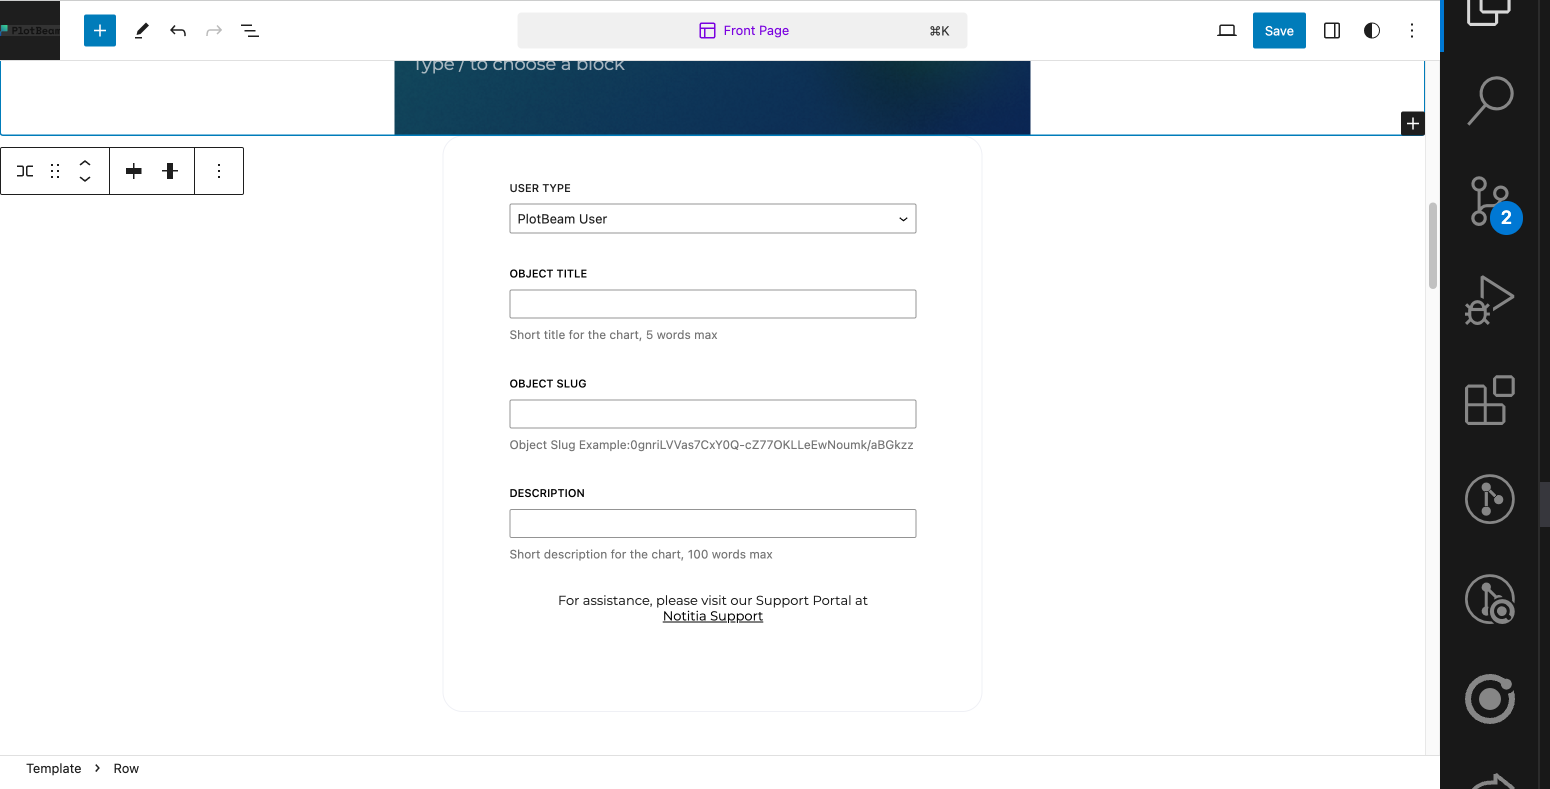 PlotBeam
Front Page
⌘K
Save
Type / to choose a block
USER TYPE
PlotBeam User
OBJECT TITLE
Short title for the chart, 5 words max
OBJECT SLUG
Object Slug Example:0gnriLVVas7CxY0Q-cZ77OKLLeEwNoumk/aBGkzz
DESCRIPTION
Short description for the chart, 100 words max
For assistance, please visit our Support Portal at
Notitia Support
2
Template > Row